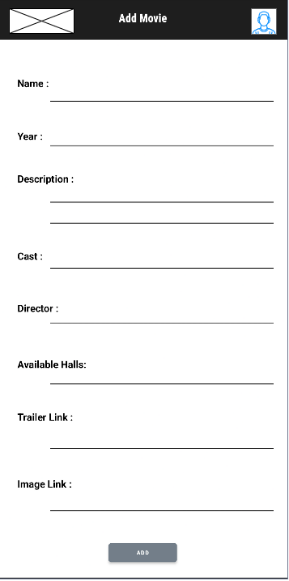 Add Movie
Name :
Year :
Description :
Cast :
Director :
Available Halls:
Trailer Link :
Image Link :
ADD